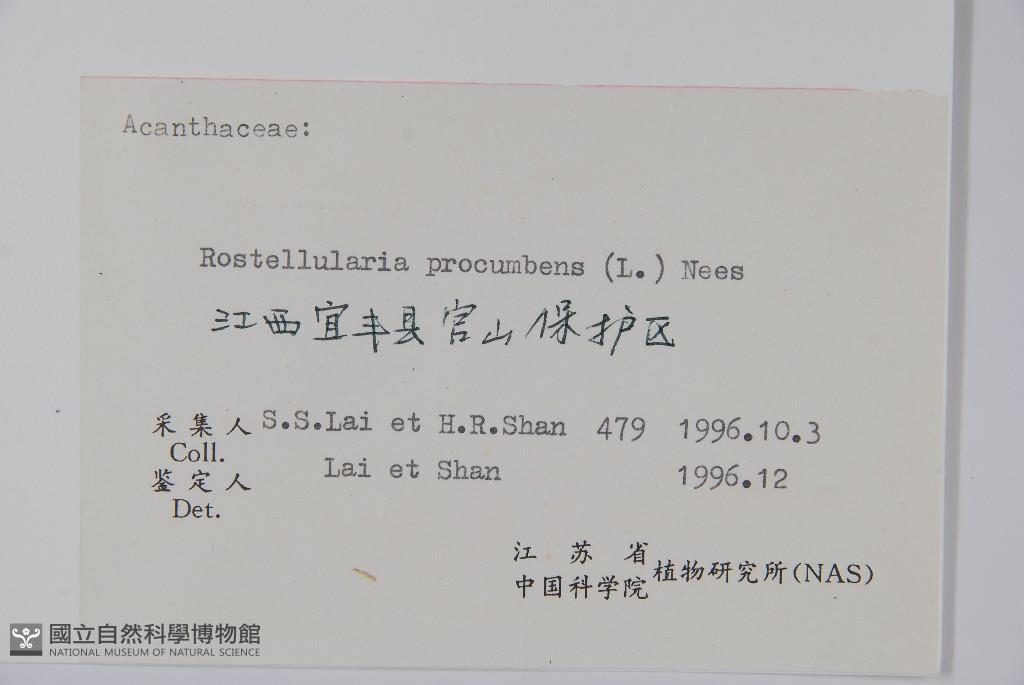 Acanthaceae:
Rostellularia procumbens (L.) Nees
江西宜丰县官山保护区
采集人 S.S.Lai et H.R.Shan 479 1996.10.3
Coll.
鉴定人 Lai et Shan 1996.12
Det.
江苏省
中国科学院 植物研究所(NAS)
國立自然科學博物館
NATIONAL MUSEUM OF NATURAL SCIENCE